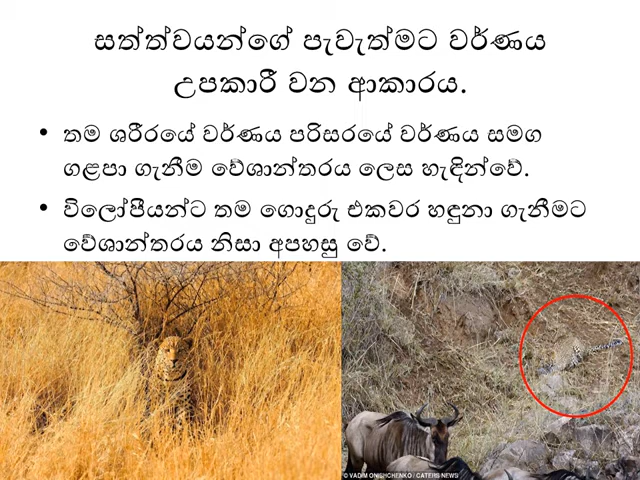 සත්ත්වයන්ගේ පැවැත්මට වර්ණය
උපකාරී වන ආකාරය.
• තම ශරීරයේ වර්ණය පරිසරයේ වර්ණය සමග
ගළපා ගැනීම වේශාන්තරය ලෙස හැඳින්වේ.
• විලෝපීයන්ට තම ගොදුරු එකවර හඳුනා ගැනීමට
වේශාන්තරය නිසා අපහසු වේ.
© VADIM ONISHCHENKO / CATERS NEWS